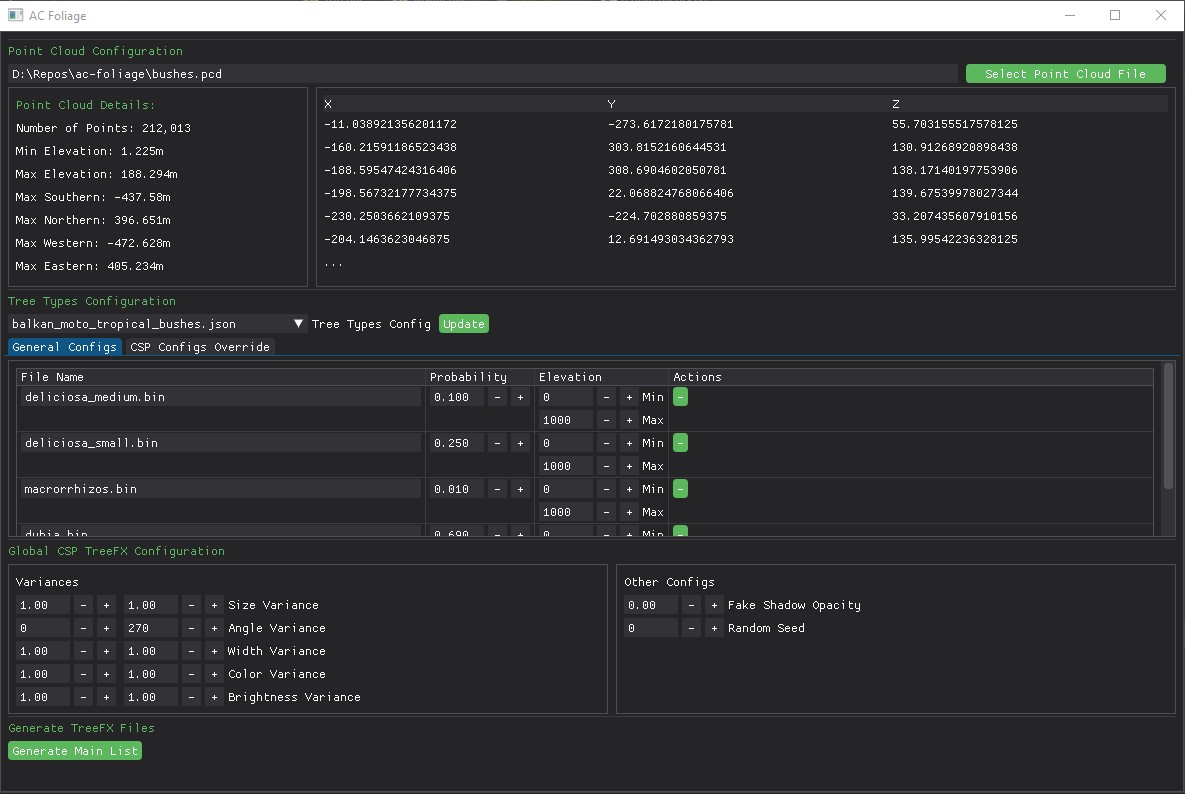 AC Foliage
Point Cloud Configuration
D:\Repos\ac-foliage\bushes.pcd
Select Point Cloud File
Point Cloud Details:
Number of Points: 212,013
Min Elevation: 1.225m
Max Elevation: 188.294m
Max Southern: -437.58m
Max Northern: 396.651m
Max Western: -472.628m
Max Eastern: 405.234m
X Y Z
-11.038921356201172 -273.6172180175781 55.703155517578125
-160.21591186523438 303.8152160644531 130.91268920898438
-188.59547424316406 308.6904602050781 138.17140197753906
-198.56732177734375 22.068824768066406 139.67539978027344
-230.2503662109375 -224.702880859375 33.207435607910156
-204.1463623046875 12.691493034362793 135.99542236328125
...
Tree Types Configuration
balkan_moto_tropical_bushes.json Tree Types Config Update
General Configs CSP Configs Override
File Name Probability Elevation Actions
deliciosa_medium.bin 0.100 - + 0 - + Min -
1000 - + Max
deliciosa_small.bin 0.250 - + 0 - + Min -
1000 - + Max
macrorrhizos.bin 0.010 - + 0 - + Min -
1000 - + Max
dubia.bin 0.690 - + 0 - + Min -
Global CSP TreeFX Configuration
Variances
1.00 - + 1.00 - + Size Variance
0 - + 270 - + Angle Variance
1.00 - + 1.00 - + Width Variance
1.00 - + 1.00 - + Color Variance
1.00 - + 1.00 - + Brightness Variance
Other Configs
0.00 - + Fake Shadow Opacity
0 - + Random Seed
Generate TreeFX Files
Generate Main List